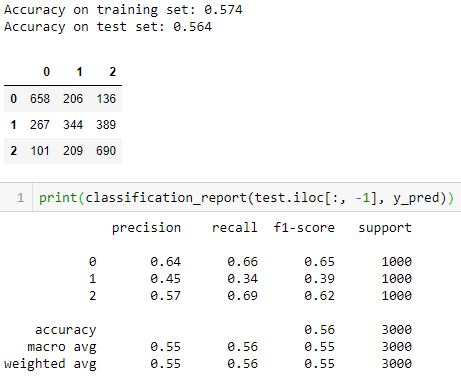 Accuracy on training set: 0.574
Accuracy on test set: 0.564
0 1 2
0 658 206 136
1 267 344 389
2 101 209 690
1 print(classification_report(test.iloc[:, -1], y_pred))
precision recall f1-score support
0 0.64 0.66 0.65 1000
1 0.45 0.34 0.39 1000
2 0.57 0.69 0.62 1000
accuracy 0.56 3000
macro avg 0.55 0.56 0.55 3000
weighted avg 0.55 0.56 0.55 3000